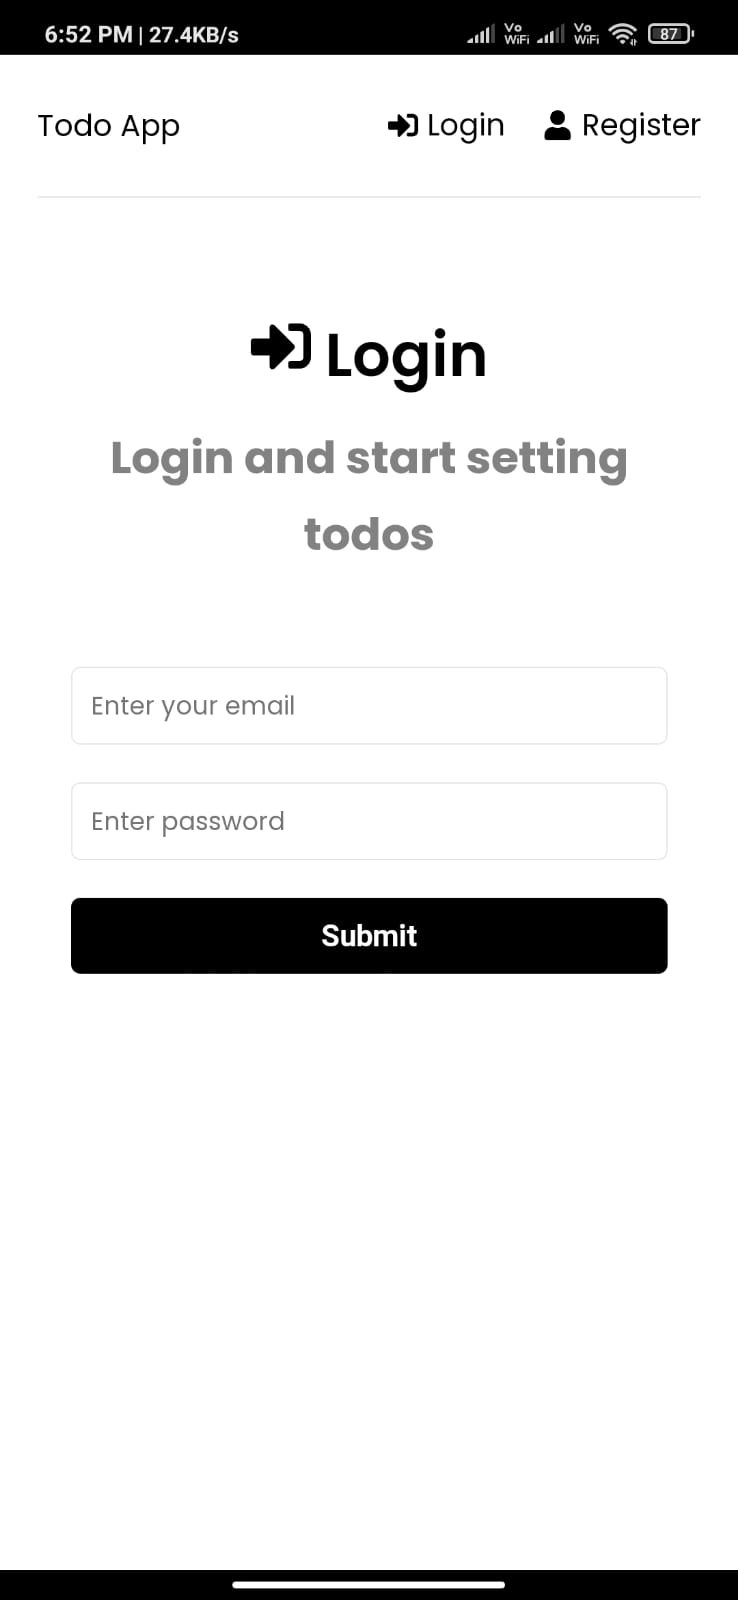 6:52 PM | 27.4KB/s Vo WiFi Vo WiFi 87
Todo App Login Register
Login
Login and start setting
todos
Enter your email
Enter password
Submit